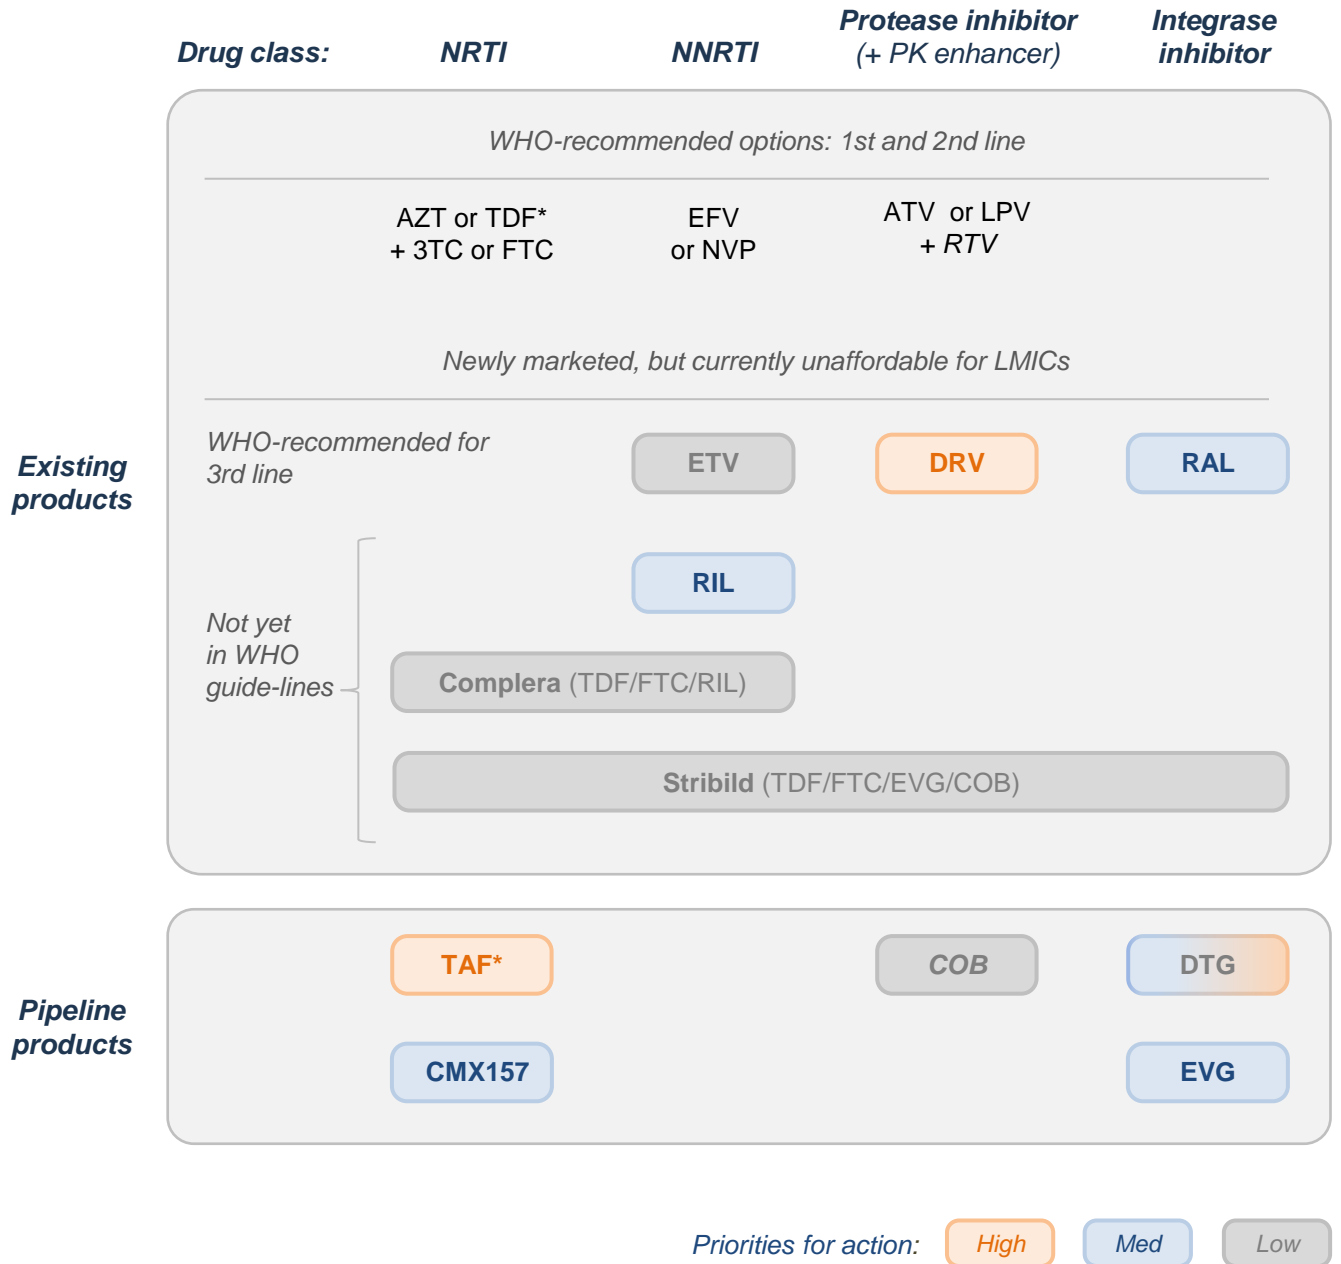 Drug class:
NRTI
NNRTI
Protease inhibitor
(+ PK enhancer)
Integrase
inhibitor
WHO-recommended options: 1st and 2nd line
AZT or TDF*
+ 3TC or FTC
EFV
or NVP
ATV or LPV
+ RTV
Newly marketed, but currently unaffordable for LMICs
Existing
products
WHO-recommended for
3rd line
ETV
DRV
RAL
RIL
Not yet
in WHO
guide-lines
Complera (TDF/FTC/RIL)
Stribild (TDF/FTC/EVG/COB)
Pipeline
products
TAF*
COB
DTG
CMX157
EVG
Priorities for action:
High
Med
Low